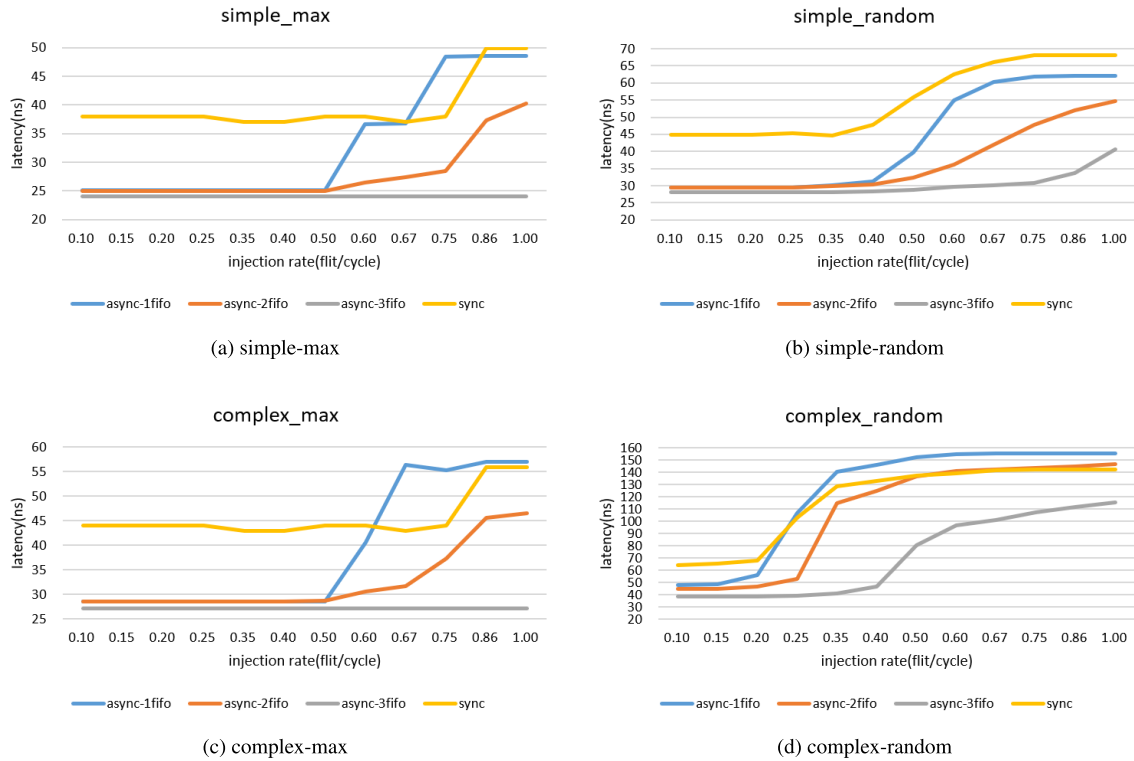 simple_max
50
45
40
35
30
25
20
latency(ns)
0.10 0.15 0.20 0.25 0.35 0.40 0.50 0.60 0.67 0.75 0.86 1.00
injection rate(flit/cycle)
async-1fifo async-2fifo async-3fifo sync
(a) simple-max
simple_random
70
65
60
55
50
45
40
35
30
25
20
latency(ns)
0.10 0.15 0.20 0.25 0.35 0.40 0.50 0.60 0.67 0.75 0.86 1.00
injection rate(flit/cycle)
async-1fifo async-2fifo async-3fifo sync
(b) simple-random
complex_max
60
55
50
45
40
35
30
25
latency(ns)
0.10 0.15 0.20 0.25 0.35 0.40 0.50 0.60 0.67 0.75 0.86 1.00
injection rate(flit/cycle)
async-1fifo async-2fifo async-3fifo sync
(c) complex-max
complex_random
160
150
140
130
120
110
100
90
80
70
60
50
40
30
20
latency(ns)
0.10 0.15 0.20 0.25 0.35 0.40 0.50 0.60 0.67 0.75 0.86 1.00
injection rate(flit/cycle)
async-1fifo async-2fifo async-3fifo sync
(d) complex-random